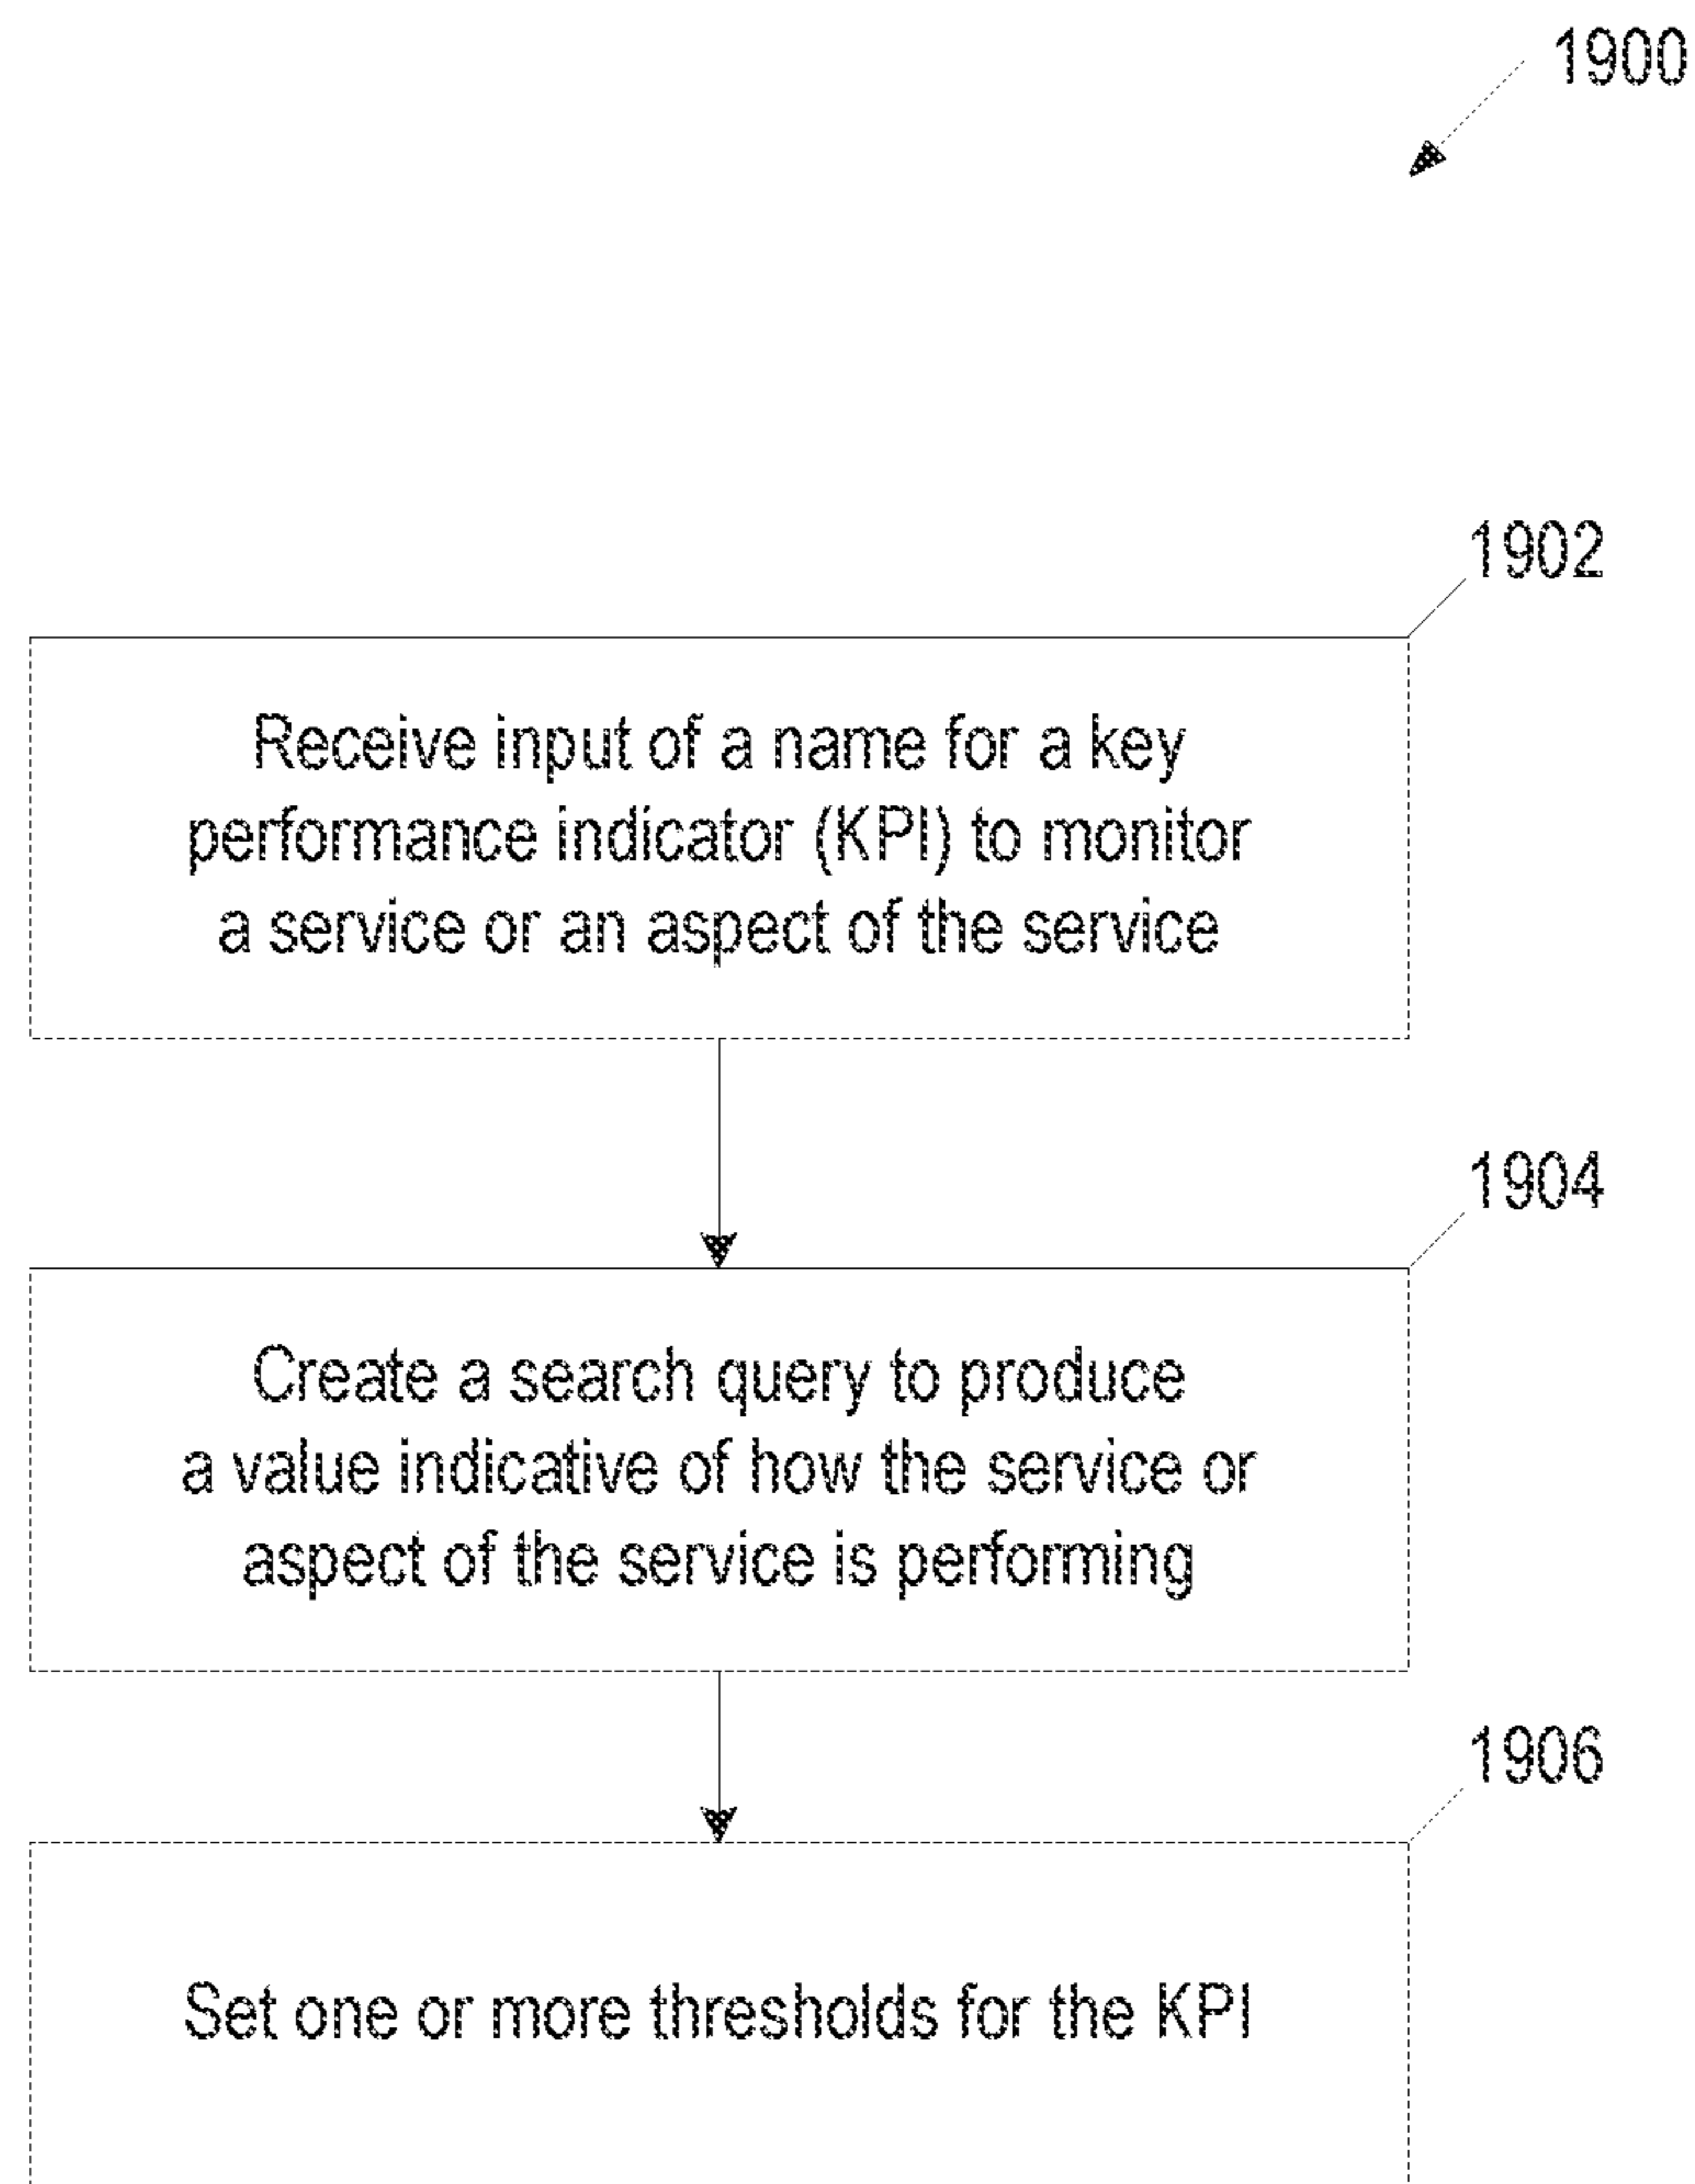 1900
1902
Receive input of a name for a key
performance indicator (KPI) to monitor
a service or an aspect of the service
1904
Create a search query to produce
a value indicative of how the service or
aspect of the service is performing
1906
Set one or more thresholds for the KPI